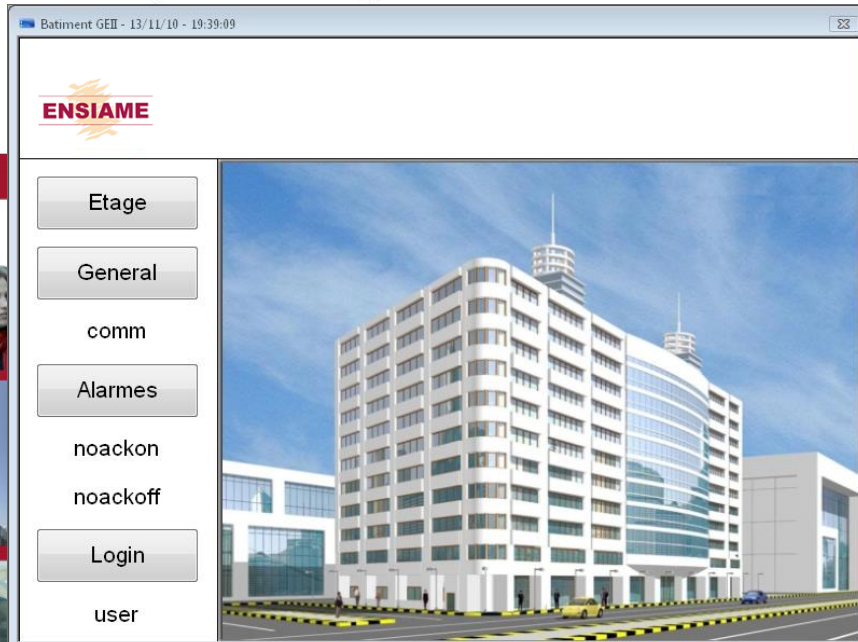 Batiment GEII - 13/11/10 - 19:39:09
ENSIAME
Etage
General
comm
Alarmes
noackon
noackoff
Login
user